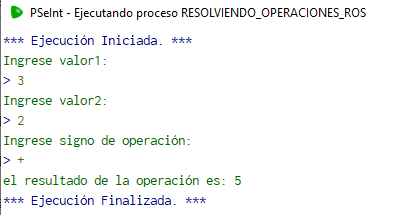 PSeInt - Ejecutando proceso RESOLVIENDO_OPERACIONES_ROS
*** Ejecución Iniciada. ***
Ingrese valor1:
> 3
Ingrese valor2:
> 2
Ingrese signo de operación:
> +
el resultado de la operación es: 5
*** Ejecución Finalizada. ***